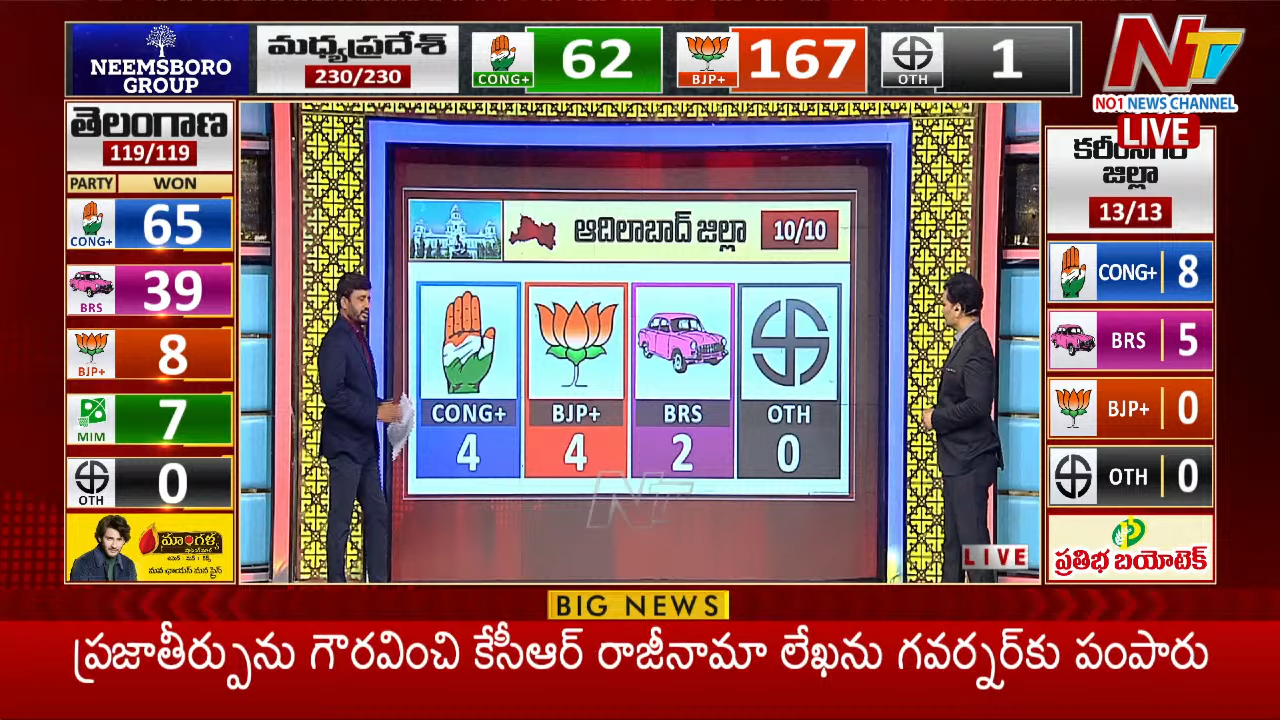 NEEMSBORO
GROUP
మధ్యప్రదేశ్
230/230
CONG+ 62
BJP+ 167
OTH 1
NTV
NO1 NEWS CHANNEL
LIVE
తెలంగాణ
119/119
PARTY WON
CONG+ 65
BRS 39
BJP+ 8
MIM 7
OTH 0
మాంగళ్య
ఆదిలాబాద్ జిల్లా 10/10
CONG+ BJP+ BRS OTH
4 4 2 0
NTV
LIVE
కరీంనగర్
జిల్లా
13/13
CONG+ 8
BRS 5
BJP+ 0
OTH 0
ప్రతిభ బయోటెక్
BIG NEWS
ప్రజాతీర్పును గౌరవించి కేసీఆర్ రాజీనామా లేఖను గవర్నర్‌కు పంపారు